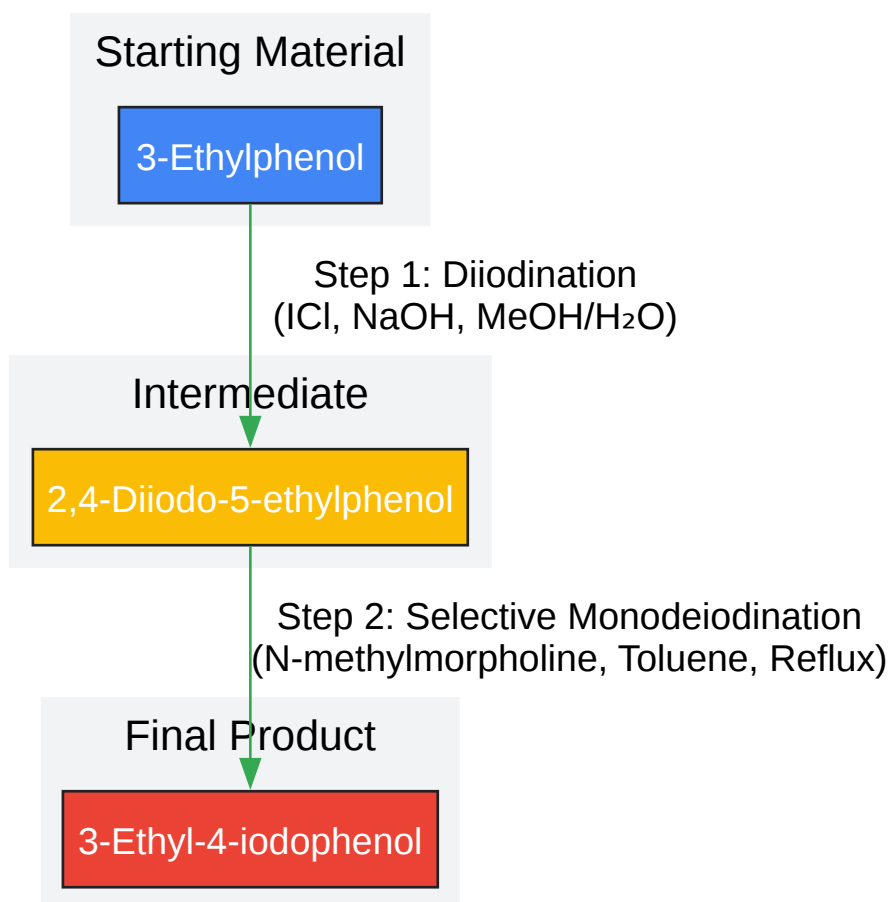 Starting Material
3-Ethylphenol
Step 1: Diiodination
(ICl, NaOH, MeOH/H₂O)
Intermediate
2,4-Diiodo-5-ethylphenol
Step 2: Selective Monodeiodination
(N-methylmorpholine, Toluene, Reflux)
Final Product
3-Ethyl-4-iodophenol